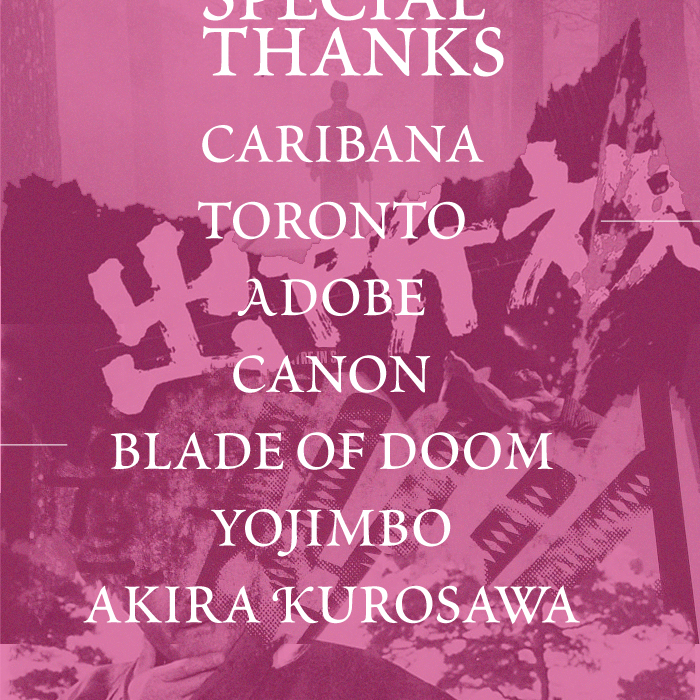 SPECIAL
THANKS
CARIBANA
TORONTO
ADOBE
CANON
BLADE OF DOOM
YOJIMBO
AKIRA KUROSAWA